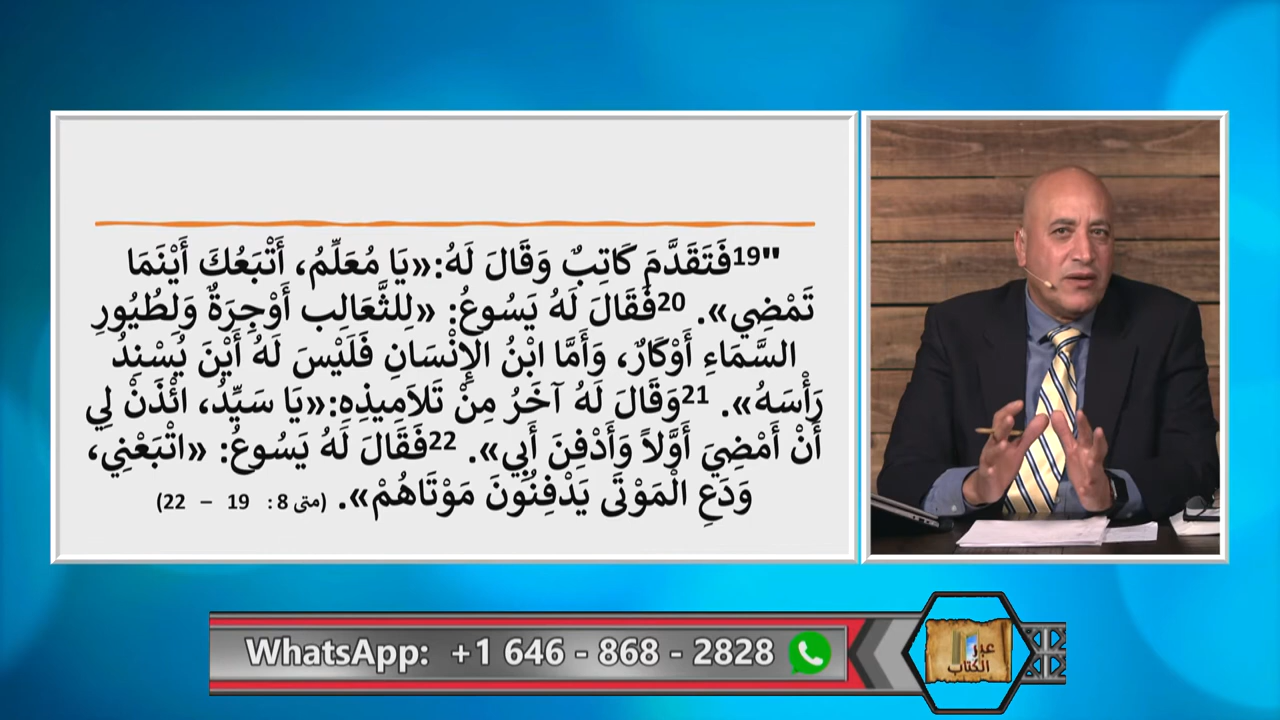 "19فَتَقَدَّمَ كَاتِبٌ وَقَالَ لَهُ:«يَا مُعَلِّمُ، أَتْبَعُكَ أَيْنَمَا
تَمْضِي». 20فَقَالَ لَهُ يَسُوعُ: «لِلثَّعَالِبِ أَوْجِرَةٌ وَلِطُيُورِ
السَّمَاءِ أَوْكَارٌ، وَأَمَّا ابْنُ الإِنْسَانِ فَلَيْسَ لَهُ أَيْنَ يُسْنِدُ
رَأْسَهُ». 21وَقَالَ لَهُ آخَرُ مِنْ تَلاَمِيذِهِ:«يَا سَيِّدُ، ائْذَنْ لِي
أَنْ أَمْضِيَ أَوَّلاً وَأَدْفِنَ أَبِي». 22فَقَالَ لَهُ يَسُوعُ: «اتْبَعْنِي،
وَدَعِ الْمَوْتَى يَدْفِنُونَ مَوْتَاهُمْ». (متى 8: 19 – 22)
WhatsApp: +1 646 - 868 - 2828
عبر
الكتاب